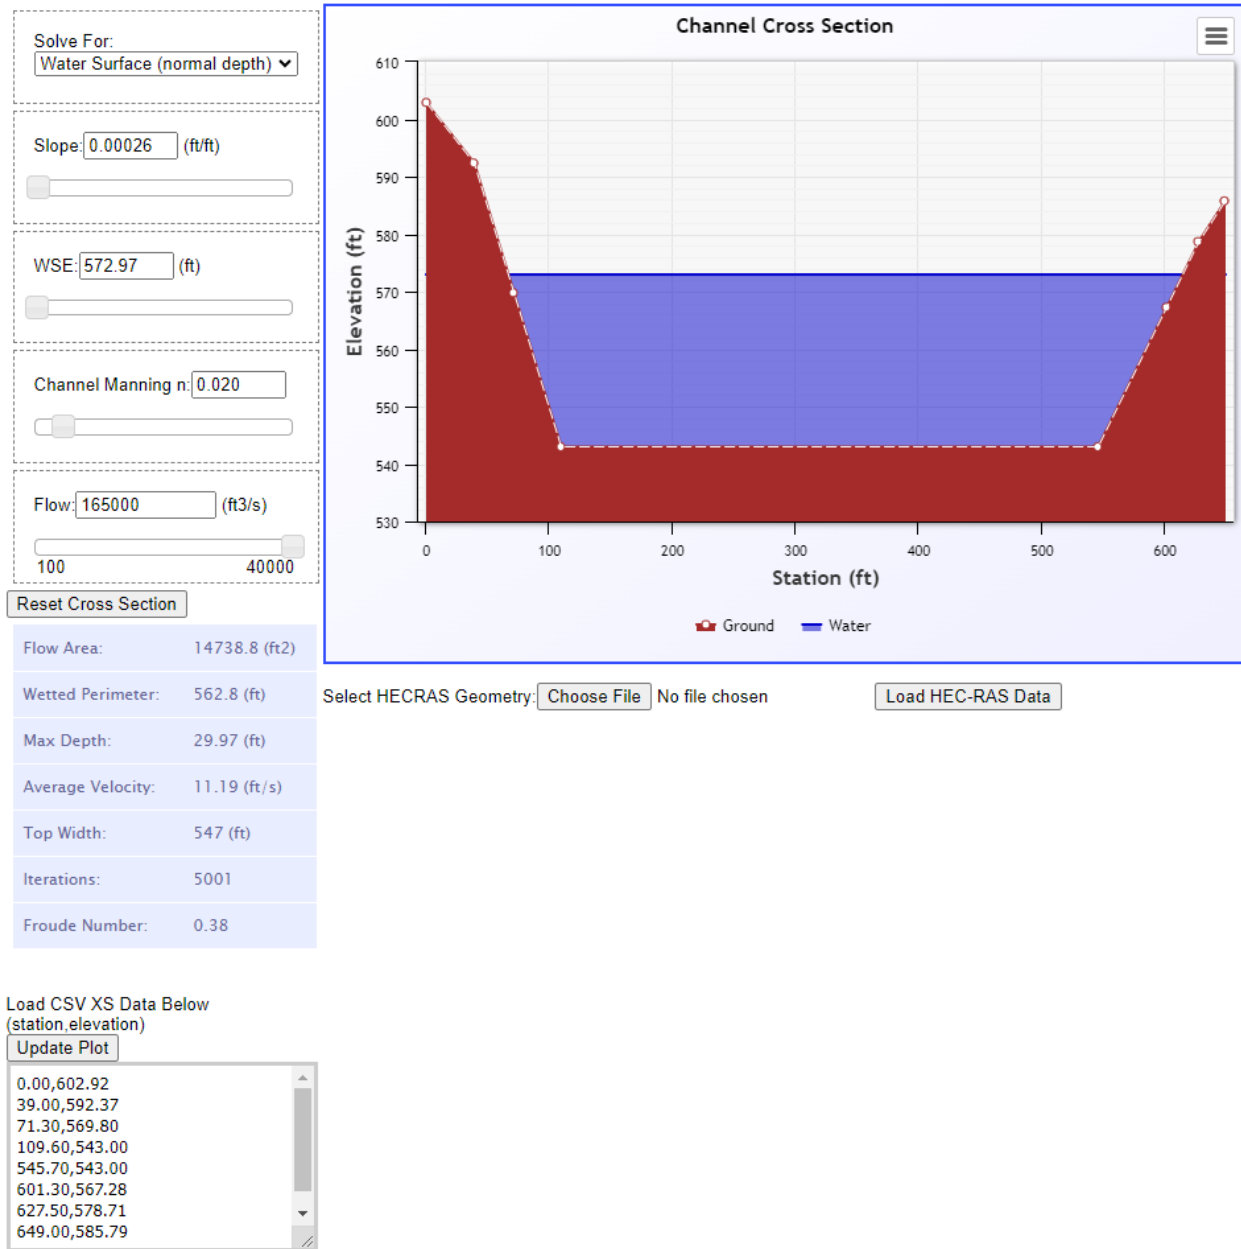 Solve For:
Water Surface (normal depth)
Slope: 0.00026 (ft/ft)
WSE: 572.97 (ft)
Channel Manning n: 0.020
Flow: 165000 (ft3/s)
100 40000
Reset Cross Section
Flow Area: 14738.8 (ft2)
Wetted Perimeter: 562.8 (ft)
Max Depth: 29.97 (ft)
Average Velocity: 11.19 (ft/s)
Top Width: 547 (ft)
Iterations: 5001
Froude Number: 0.38
Channel Cross Section
Elevation (ft)
610
600
590
580
570
560
550
540
530
0 100 200 300 400 500 600
Station (ft)
Ground Water
Select HECRAS Geometry: Choose File No file chosen Load HEC-RAS Data
Load CSV XS Data Below
(station,elevation)
Update Plot
0.00,602.92
39.00,592.37
71.30,569.80
109.60,543.00
545.70,543.00
601.30,567.28
627.50,578.71
649.00,585.79